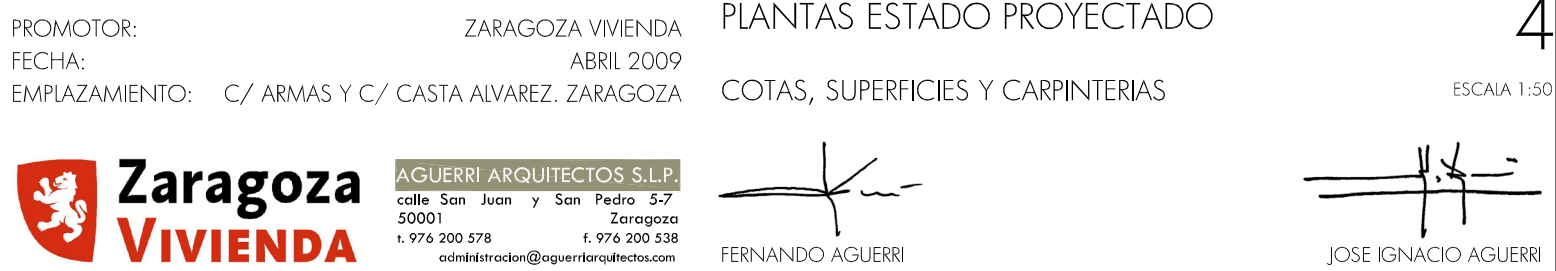 PROMOTOR: ZARAGOZA VIVIENDA
FECHA: ABRIL 2009
EMPLAZAMIENTO: C/ ARMAS Y C/ CASTA ALVAREZ. ZARAGOZA
Zaragoza
VIVIENDA
AGUERRI ARQUITECTOS S.L.P.
calle San Juan y San Pedro 5-7
50001 Zaragoza
t. 976 200 578 f. 976 200 538
administracion@aguerriarquitectos.com
PLANTAS ESTADO PROYECTADO 4
COTAS, SUPERFICIES Y CARPINTERIAS ESCALA 1:50
FERNANDO AGUERRI JOSE IGNACIO AGUERRI